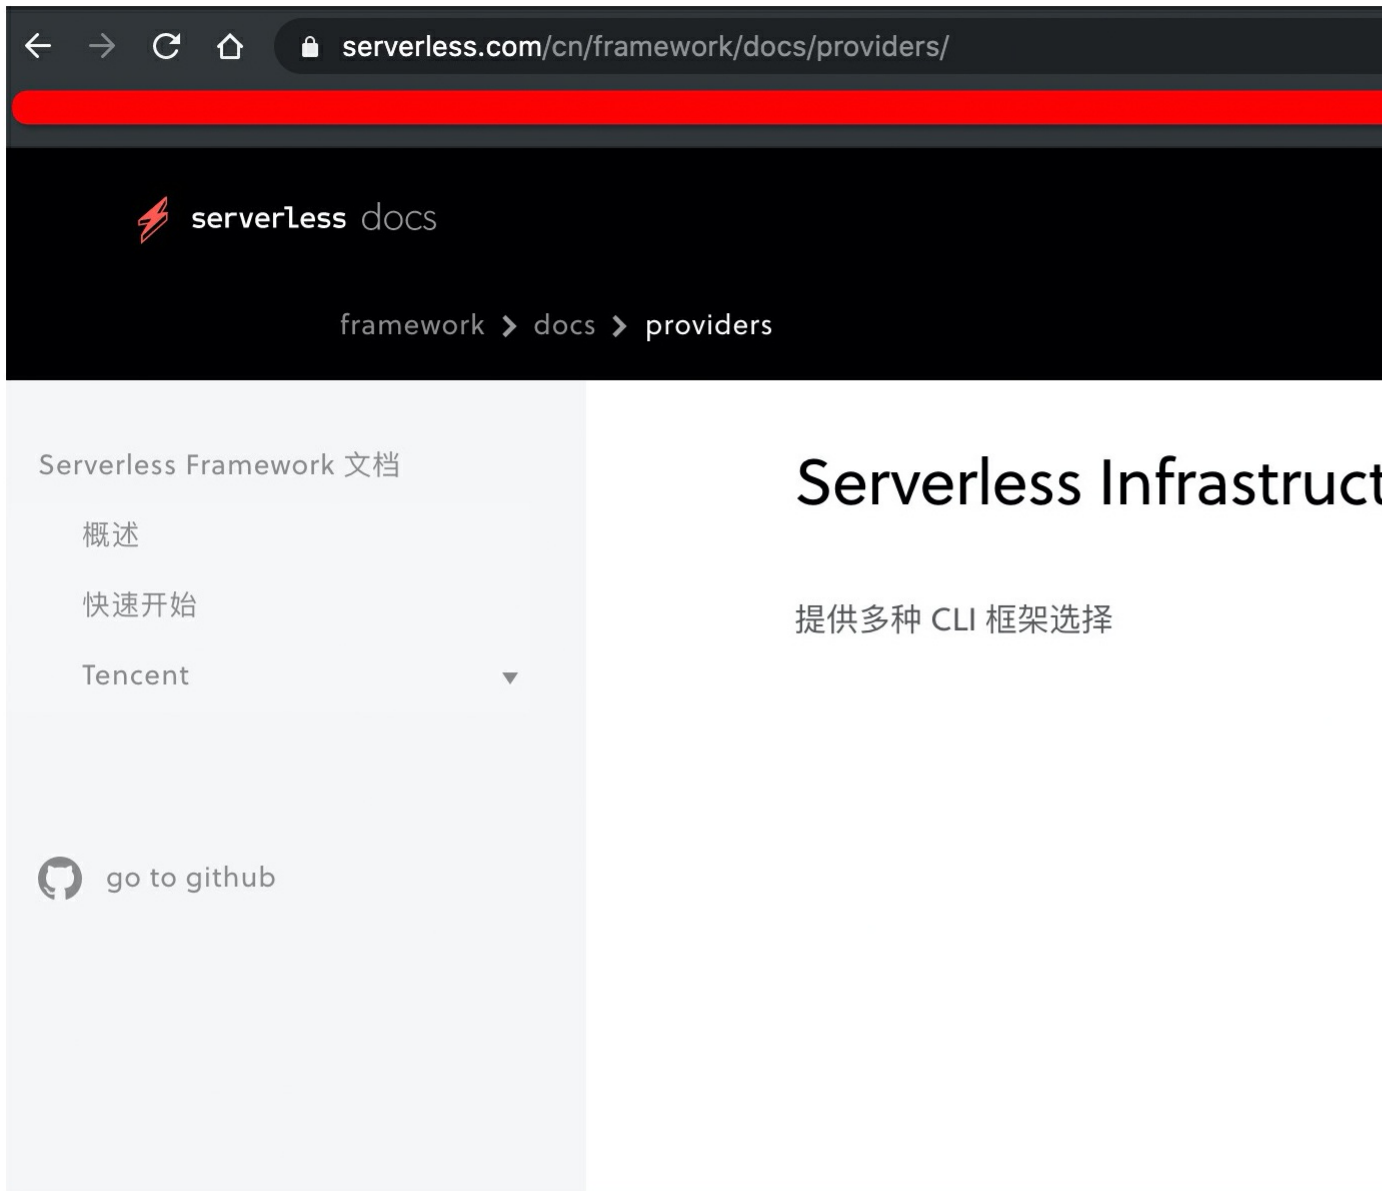 serverless.com/cn/framework/docs/providers/
serverless docs
framework > docs > providers
Serverless Framework 文档
概述
快速开始
Tencent
go to github
Serverless Infrastruct
提供多种 CLI 框架选择